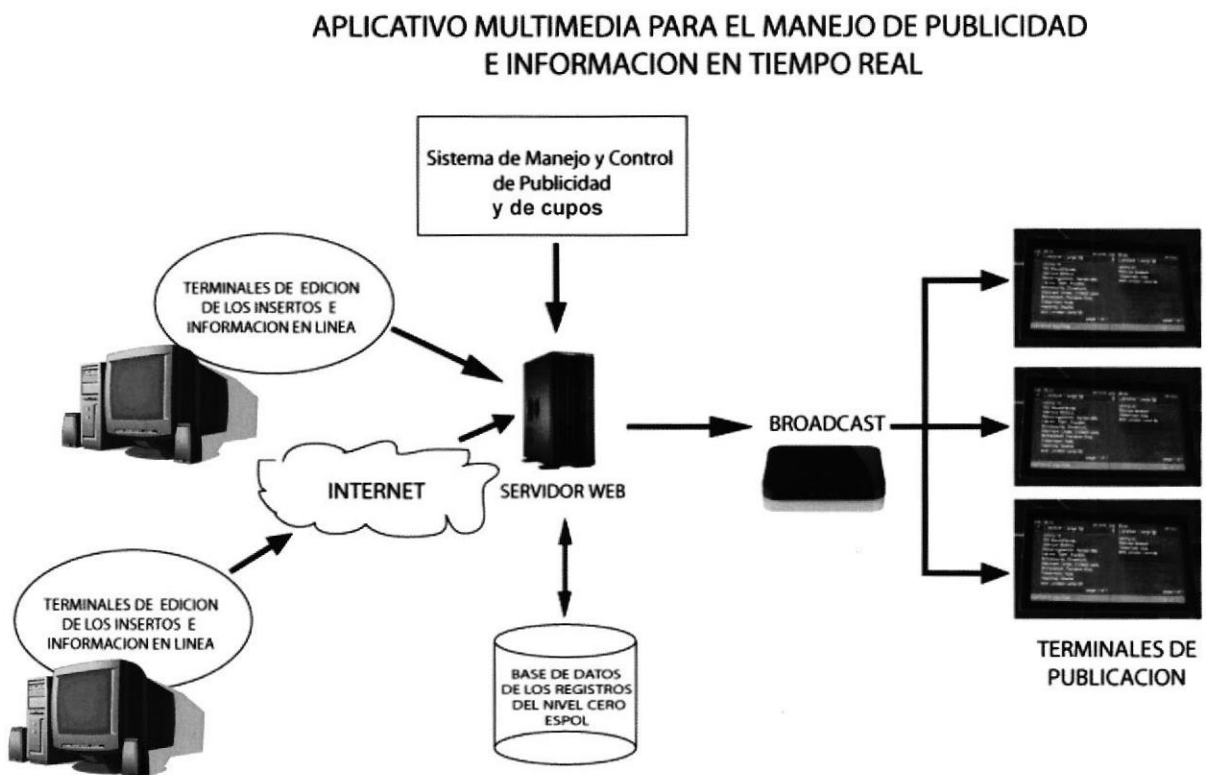 APLICATIVO MULTIMEDIA PARA EL MANEJO DE PUBLICIDAD
E INFORMACION EN TIEMPO REAL
Sistema de Manejo y Control
de Publicidad
y de cupos
TERMINALES DE EDICION
DE LOS INSERTOS E
INFORMACION EN LINEA
INTERNET
SERVIDOR WEB
BROADCAST
TERMINALES DE EDICION
DE LOS INSERTOS E
INFORMACION EN LINEA
BASE DE DATOS
DE LOS REGISTROS
DEL NIVEL CERO
ESPOL
TERMINALES DE
PUBLICACION